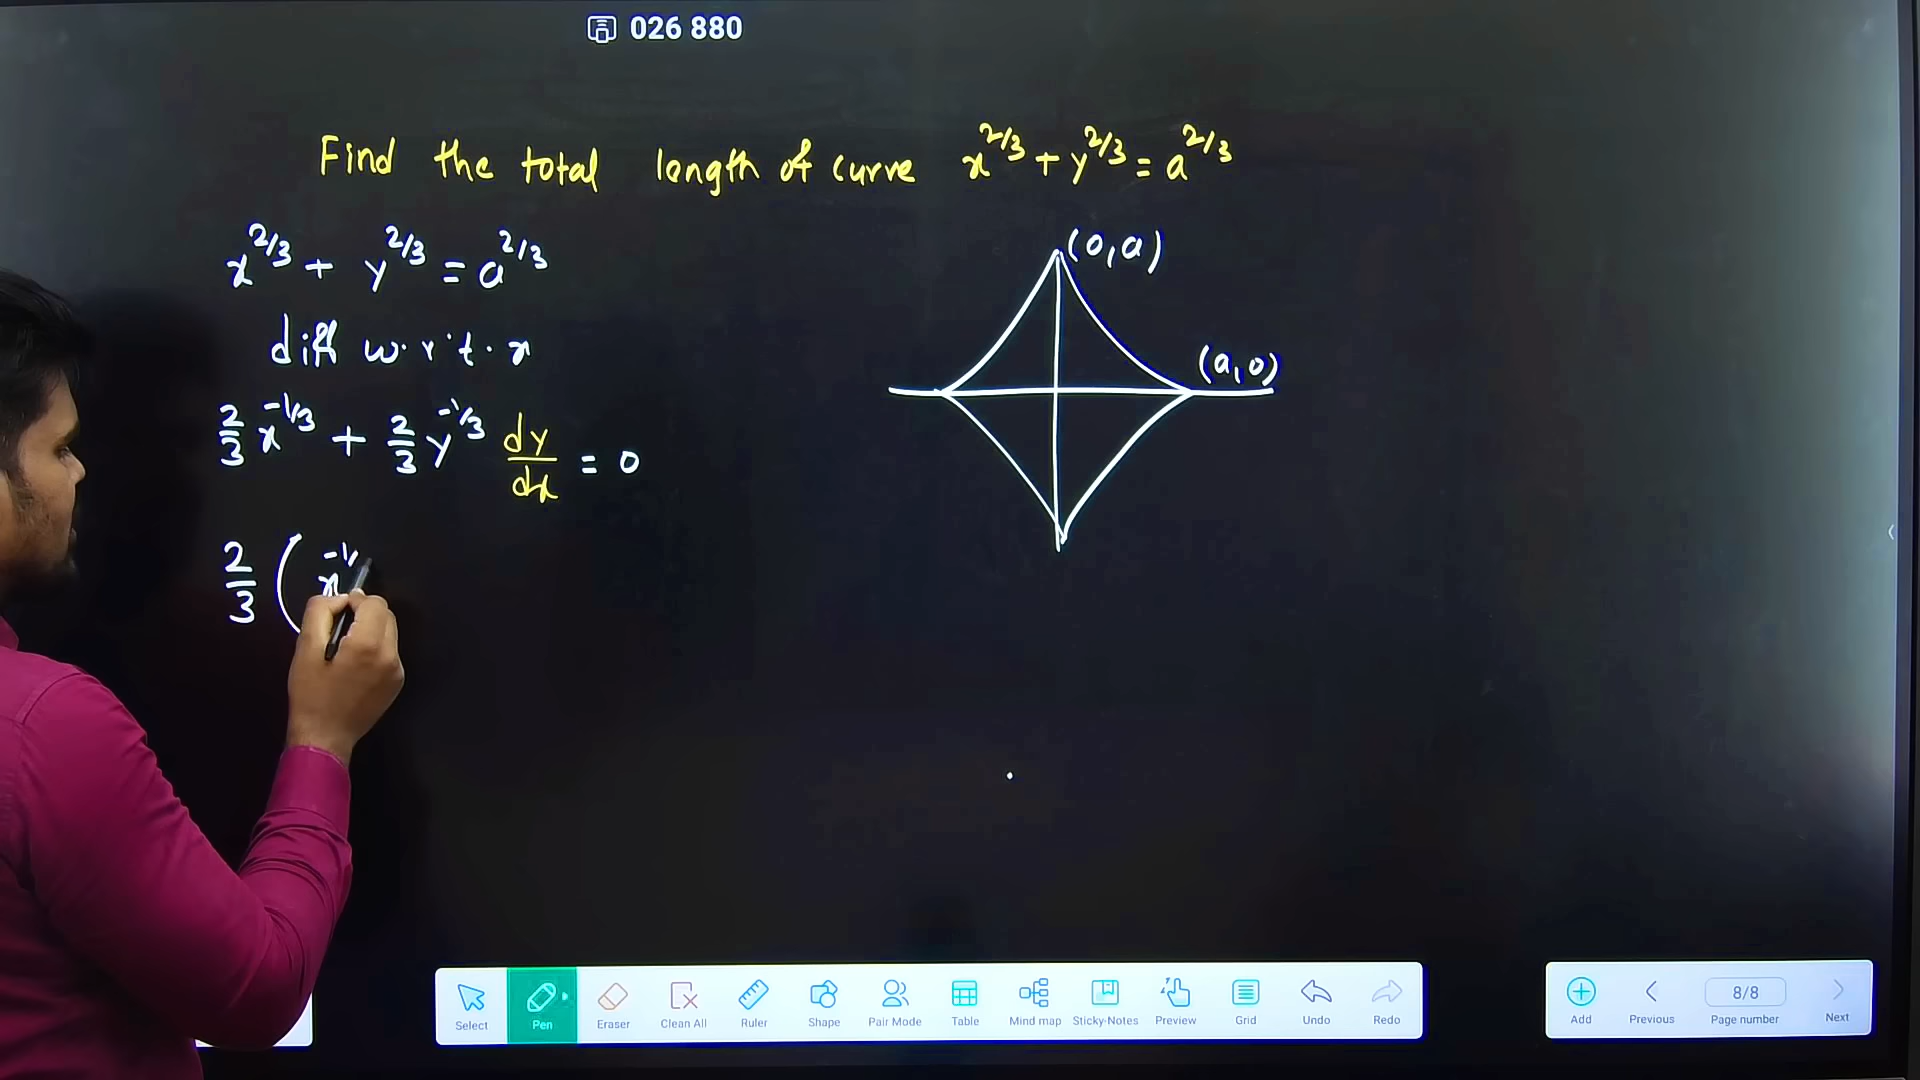 026 880
Find the total length of curve x^{2/3} + y^{2/3} = a^{2/3}
x^{2/3} + y^{2/3} = a^{2/3}
(0,a)
diff w.r.t. x
(a,0)
2/3 x^{-1/3} + 2/3 y^{-1/3} dy/dx = 0
2/3 ( x^{-1/
Select Pen Eraser Clean All Ruler Shape Pair Mode Table Mind map Sticky-Notes Preview Grid Undo Redo
Add Previous 8/8 Page number Next